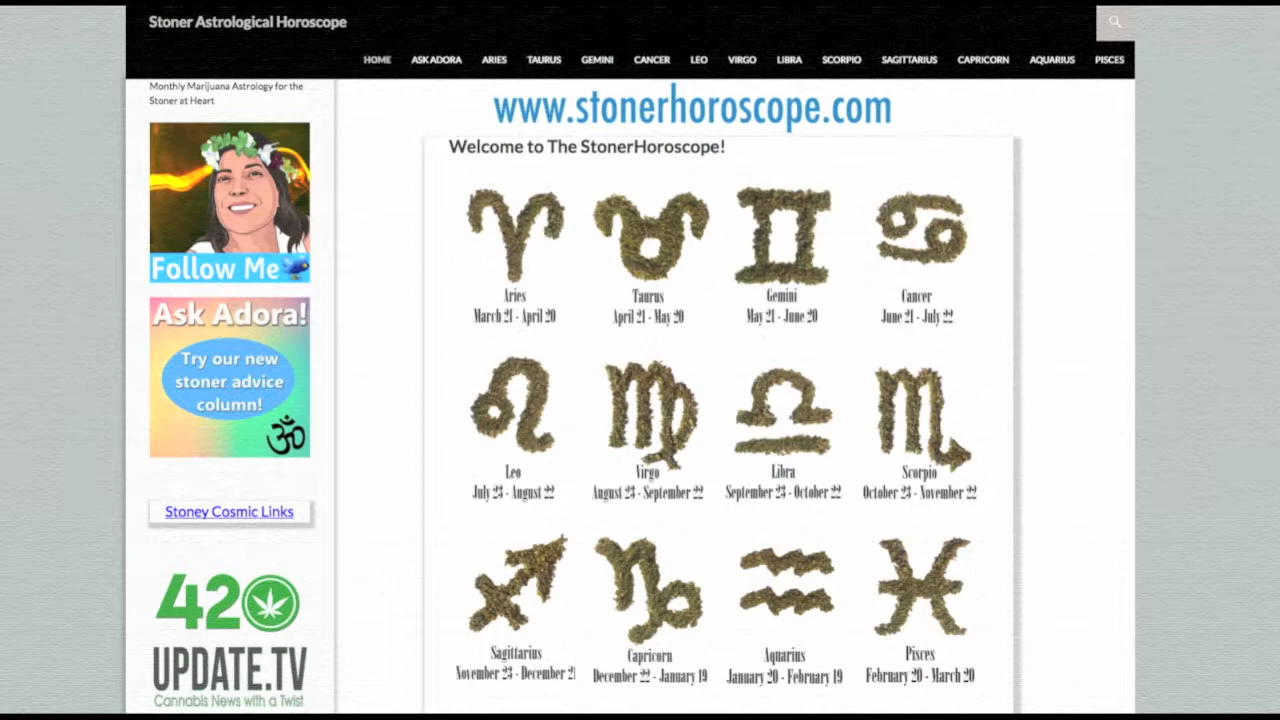 Stoner Astrological Horoscope
HOME ASK ADORA ARIES TAURUS GEMINI CANCER LEO VIRGO LIBRA SCORPIO SAGITTARIUS CAPRICORN AQUARIUS PISCES
Monthly Marijuana Astrology for the
Stoner at Heart
Follow Me
Ask Adora!
Try our new
stoner advice
column!
ॐ
Stoney Cosmic Links
420
UPDATE.TV
Cannabis News with a Twist
www.stonerhoroscope.com
Welcome to The StonerHoroscope!
Aries Taurus Gemini Cancer
March 21 - April 20 April 21 - May 20 May 21 - June 20 June 21 - July 22
Leo Virgo Libra Scorpio
July 23 - August 22 August 23 - September 22 September 23 - October 22 October 23 - November 22
Sagittarius Capricorn Aquarius Pisces
November 23 - December 21 December 22 - January 19 January 20 - February 19 February 20 - March 20